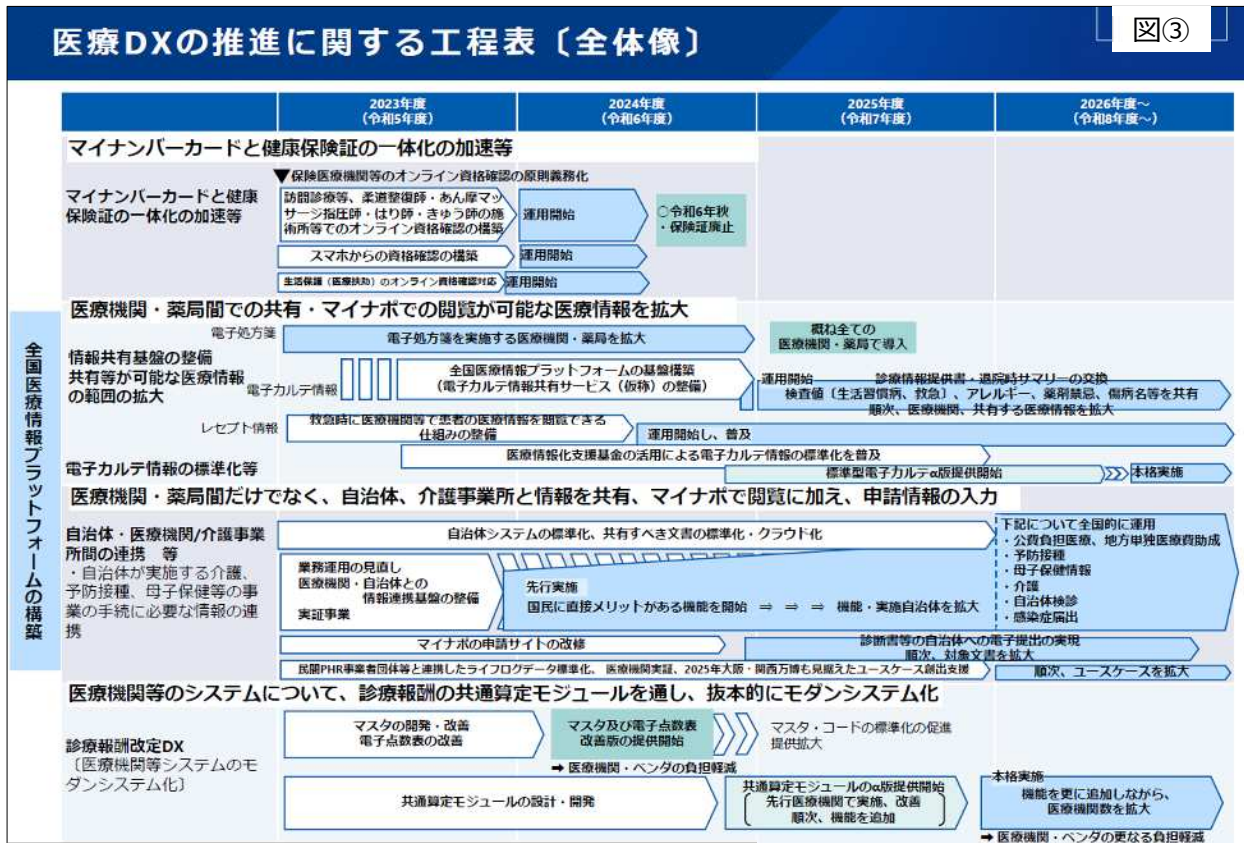 医療DXの推進に関する工程表〔全体像〕
図③
2023年度
(令和5年度)
2024年度
(令和6年度)
2025年度
(令和7年度)
2026年度～
(令和8年度～)
全国医療情報プラットフォームの構築
マイナンバーカードと健康保険証の一体化の加速等
マイナンバーカードと健康
保険証の一体化の加速等
▼保険医療機関等のオンライン資格確認の原則義務化
訪問診療等、柔道整復師・あん摩マッ
サージ指圧師・はり師・きゅう師の施
術所等でのオンライン資格確認の構築
運用開始
○令和6年秋
・保険証廃止
スマホからの資格確認の構築
運用開始
生活保護（医療扶助）のオンライン資格確認対応
運用開始
医療機関・薬局間での共有・マイナポでの閲覧が可能な医療情報を拡大
電子処方箋
電子処方箋を実施する医療機関・薬局を拡大
概ね全ての
医療機関・薬局で導入
情報共有基盤の整備
共有等が可能な医療情報
の範囲の拡大
電子カルテ情報
全国医療情報プラットフォームの基盤構築
(電子カルテ情報共有サービス（仮称）の整備)
運用開始
診療情報提供書・退院時サマリーの交換
検査値〔生活習慣病、救急〕、アレルギー、薬剤禁忌、傷病名等を共有
順次、医療機関、共有する医療情報を拡大
レセプト情報
救急時に医療機関等で患者の医療情報を閲覧できる
仕組みの整備
運用開始し、普及
電子カルテ情報の標準化等
医療情報化支援基金の活用による電子カルテ情報の標準化を普及
標準型電子カルテα版提供開始
本格実施
医療機関・薬局間だけでなく、自治体、介護事業所と情報を共有、マイナポで閲覧に加え、申請情報の入力
自治体・医療機関/介護事業
所間の連携 等
・自治体が実施する介護、
予防接種、母子保健等の事
業の手続に必要な情報の連
携
自治体システムの標準化、共有すべき文書の標準化・クラウド化
業務運用の見直し
医療機関・自治体との
情報連携基盤の整備
実証事業
先行実施
国民に直接メリットがある機能を開始 ⇒ ⇒ ⇒ 機能・実施自治体を拡大
下記について全国的に運用
・公費負担医療、地方単独医療費助成
・予防接種
・母子保健情報
・介護
・自治体検診
・感染症届出
マイナポの申請サイトの改修
診断書等の自治体への電子提出の実現
順次、対象文書を拡大
民間PHR事業者団体等と連携したライフログデータ標準化、医療機関実証、2025年大阪・関西万博も見据えたユースケース創出支援
順次、ユースケースを拡大
医療機関等のシステムについて、診療報酬の共通算定モジュールを通し、抜本的にモダンシステム化
診療報酬改定DX
〔医療機関等システムのモ
ダンシステム化〕
マスタの開発・改善
電子点数表の改善
マスタ及び電子点数表
改善版の提供開始
マスタ・コードの標準化の促進
提供拡大
➡ 医療機関・ベンダの負担軽減
共通算定モジュールの設計・開発
共通算定モジュールのα版提供開始
先行医療機関で実施、改善
順次、機能を追加
本格実施
機能を更に追加しながら、
医療機関数を拡大
➡ 医療機関・ベンダの更なる負担軽減